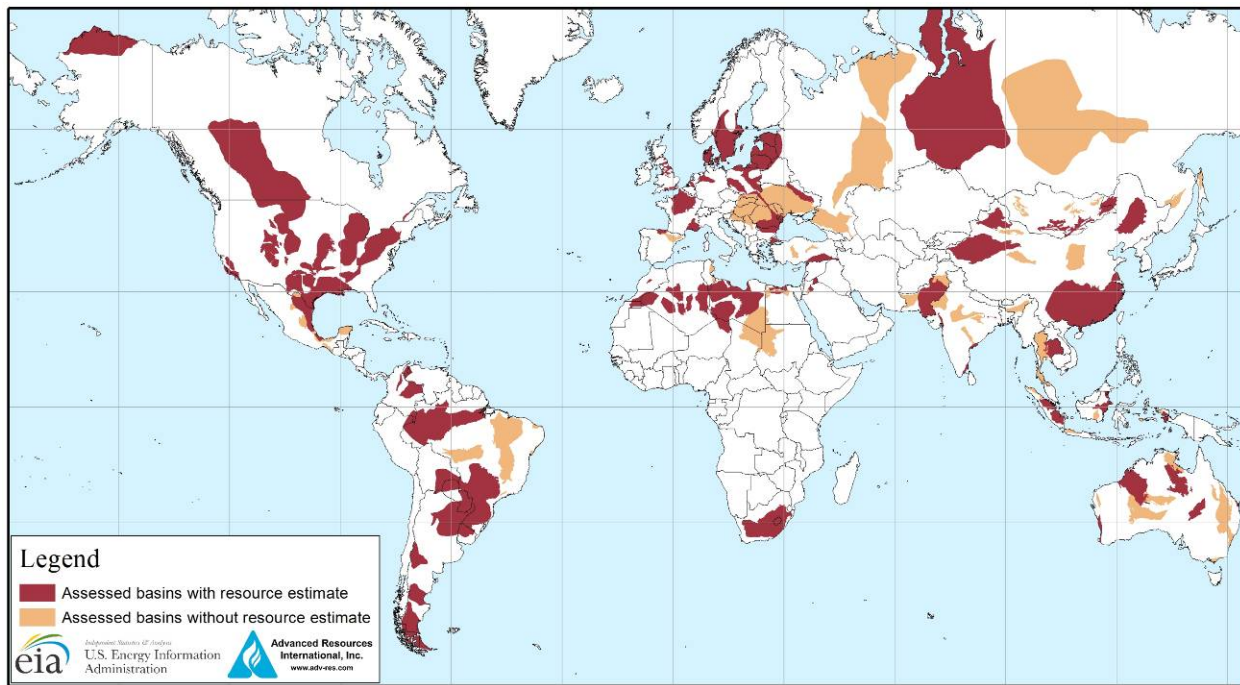 Legend
Assessed basins with resource estimate
Assessed basins without resource estimate
eia
Independent Statistics & Analysis
U.S. Energy Information
Administration
Advanced Resources
International, Inc.
www.adv-res.com